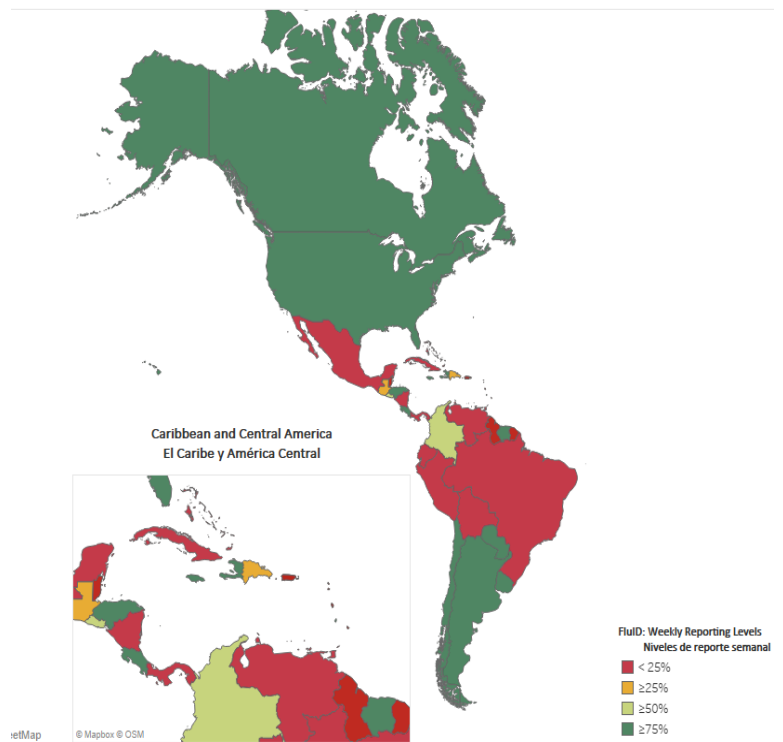 Caribbean and Central America
El Caribe y América Central
FluID: Weekly Reporting Levels
Niveles de reporte semanal
< 25%
≥25%
≥50%
≥75%
etMap
© Mapbox © OSM